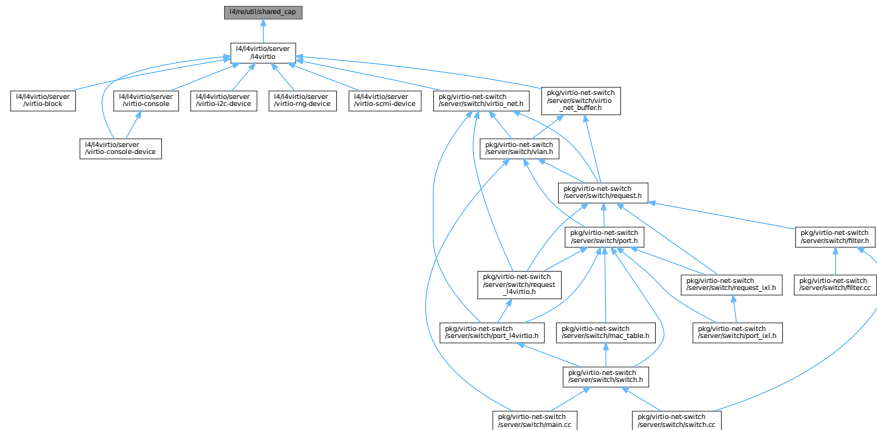 l4/re/util/shared_cap
l4/l4virtio/server
/l4virtio
l4/l4virtio/server
/virtio-block
l4/l4virtio/server
/virtio-console
l4/l4virtio/server
/virtio-i2c-device
l4/l4virtio/server
/virtio-rng-device
l4/l4virtio/server
/virtio-scmi-device
pkg/virtio-net-switch
/server/switch/virtio_net.h
pkg/virtio-net-switch
/server/switch/virtio
_net_buffer.h
l4/l4virtio/server
/virtio-console-device
pkg/virtio-net-switch
/server/switch/vlan.h
pkg/virtio-net-switch
/server/switch/request.h
pkg/virtio-net-switch
/server/switch/port.h
pkg/virtio-net-switch
/server/switch/filter.h
pkg/virtio-net-switch
/server/switch/request
_l4virtio.h
pkg/virtio-net-switch
/server/switch/request_ixl.h
pkg/virtio-net-switch
/server/switch/filter.cc
pkg/virtio-net-switch
/server/switch/port_l4virtio.h
pkg/virtio-net-switch
/server/switch/mac_table.h
pkg/virtio-net-switch
/server/switch/port_ixl.h
pkg/virtio-net-switch
/server/switch/switch.h
pkg/virtio-net-switch
/server/switch/main.cc
pkg/virtio-net-switch
/server/switch/switch.cc